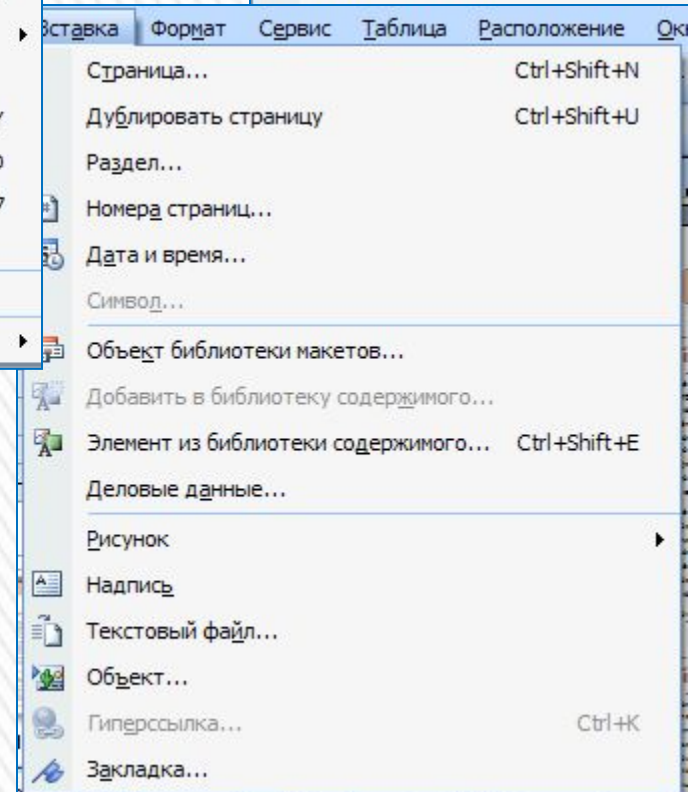 Вставка Формат Сервис Таблица Расположение
Страница... Ctrl+Shift+N
Дублировать страницу Ctrl+Shift+U
Раздел...
Номера страниц...
Дата и время...
Символ...
Объект библиотеки макетов...
Добавить в библиотеку содержимого...
Элемент из библиотеки содержимого... Ctrl+Shift+E
Деловые данные...
Рисунок
Надпись
Текстовый файл...
Объект...
Гиперссылка... Ctrl+K
Закладка...